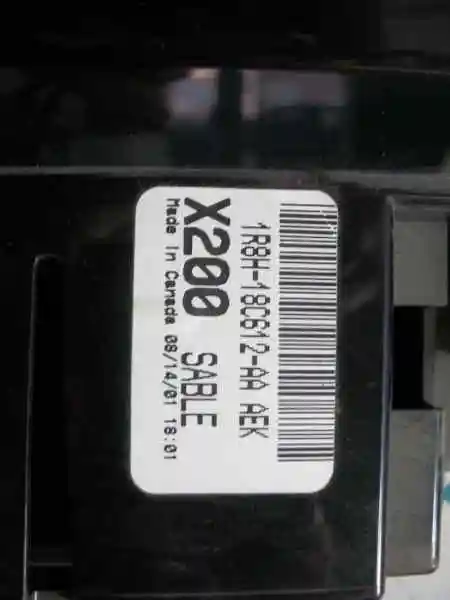 1R8H-18C612-AA AEK
X200 SABLE
Made In Canada 08/14/01 18:01